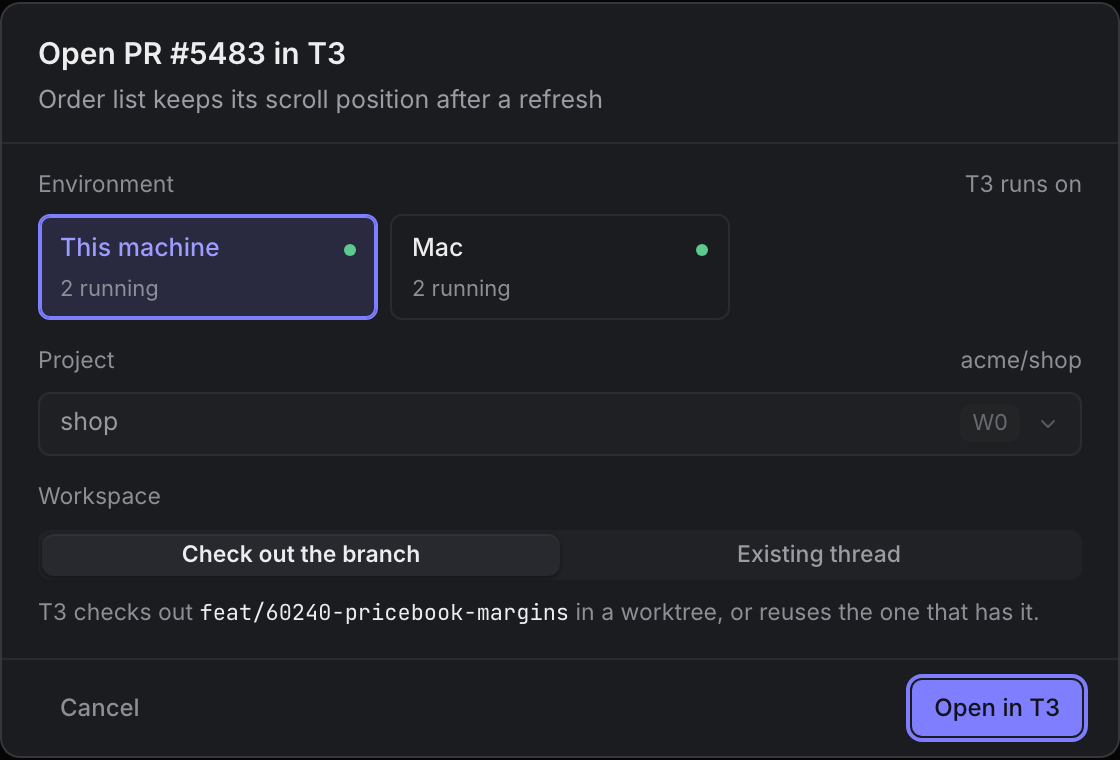 Open PR #5483 in T3
Order list keeps its scroll position after a refresh
Environment
T3 runs on
This machine
2 running
Mac
2 running
Project
acme/shop
shop
W0
Workspace
Check out the branch
Existing thread
T3 checks out feat/60240-pricebook-margins in a worktree, or reuses the one that has it.
Cancel
Open in T3